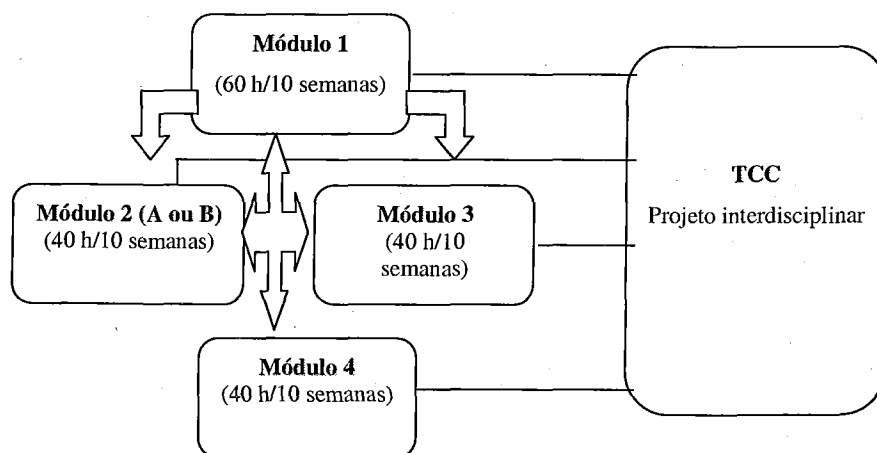 Módulo 1
(60 h/10 semanas)
Módulo 2 (A ou B)
(40 h/10 semanas)
Módulo 3
(40 h/10
semanas)
Módulo 4
(40 h/10 semanas)
TCC
Projeto interdisciplinar